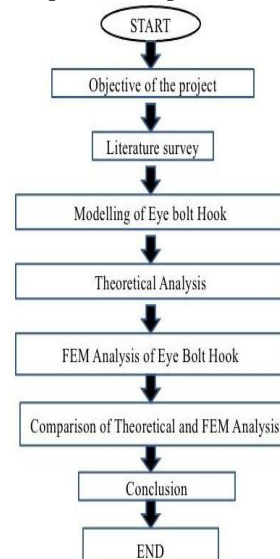 START
Objective of the project
Literature survey
Modelling of Eye bolt Hook
Theoretical Analysis
FEM Analysis of Eye Bolt Hook
Comparison of Theoretical and FEM Analysis
Conclusion
END